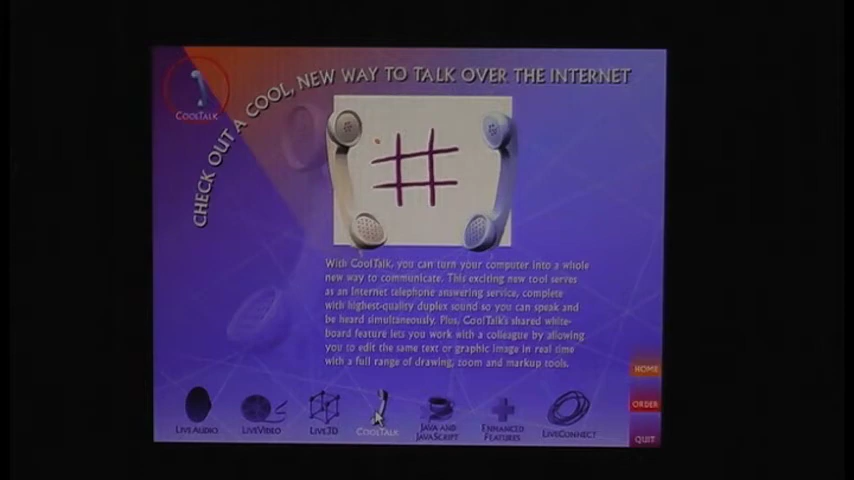 CHECK OUT A COOL, NEW WAY TO TALK OVER THE INTERNET
COOLTALK
With CoolTalk, you can turn your computer into a whole
new way to communicate. This exciting new tool serves
as an Internet telephone answering service, complete
with highest-quality duplex sound so you can speak and
be heard simultaneously. Plus, CoolTalk's shared white-
board feature lets you work with a colleague by allowing
you to edit the same text or graphic image in real time
with a full range of drawing, zoom and markup tools.
HOME
ORDER
QUIT
LIVEAUDIO
LIVEVIDEO
LIVE3D
COOLTALK
JAVA AND
JAVASCRIPT
ENHANCED
FEATURES
LIVECONNECT